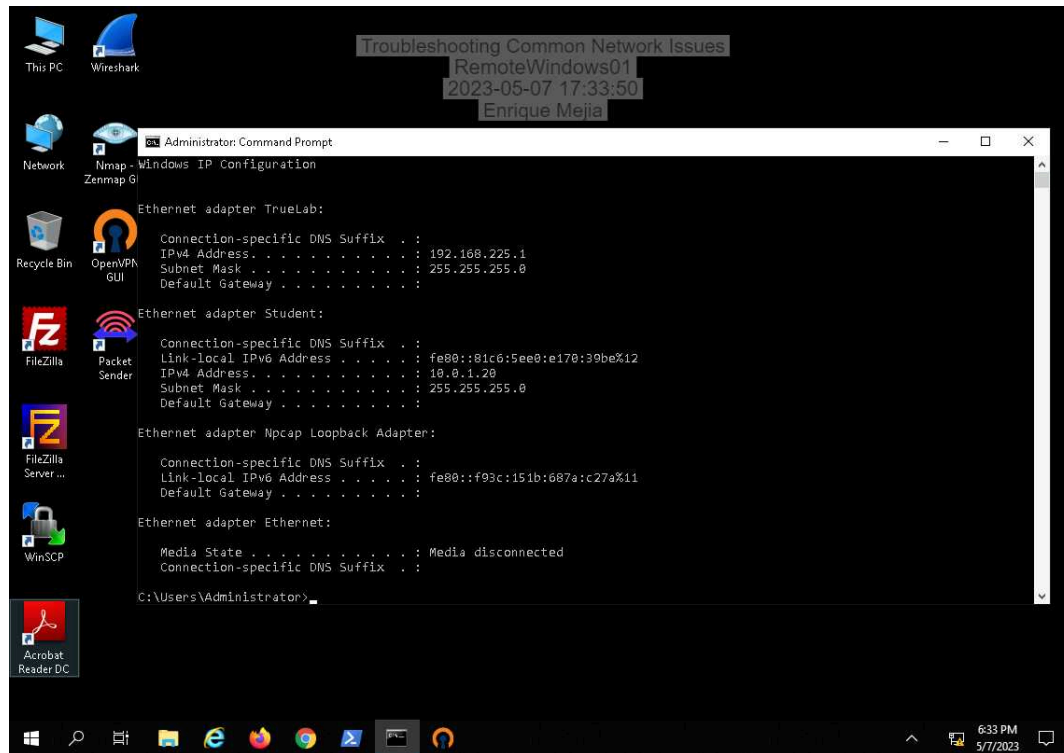 Troubleshooting Common Network Issues
RemoteWindows01
2023-05-07 17:33:50
Enrique Mejia
This PC
Wireshark
Network
Nmap -
Zenmap G
Recycle Bin
OpenVPN
GUI
FileZilla
Packet
Sender
FileZilla
Server ...
WinSCP
Acrobat
Reader DC
Administrator: Command Prompt
Windows IP Configuration
Ethernet adapter TrueLab:
Connection-specific DNS Suffix . :
IPv4 Address. . . . . . . . . . . : 192.168.225.1
Subnet Mask . . . . . . . . . . . : 255.255.255.0
Default Gateway . . . . . . . . . :
Ethernet adapter Student:
Connection-specific DNS Suffix . :
Link-local IPv6 Address . . . . . : fe80::81c6:5ee0:e170:39be%12
IPv4 Address. . . . . . . . . . . : 10.0.1.20
Subnet Mask . . . . . . . . . . . : 255.255.255.0
Default Gateway . . . . . . . . . :
Ethernet adapter Npcap Loopback Adapter:
Connection-specific DNS Suffix . :
Link-local IPv6 Address . . . . . : fe80::f93c:151b:687a:c27a%11
Default Gateway . . . . . . . . . :
Ethernet adapter Ethernet:
Media State . . . . . . . . . . . : Media disconnected
Connection-specific DNS Suffix . :
C:\Users\Administrator>
6:33 PM
5/7/2023